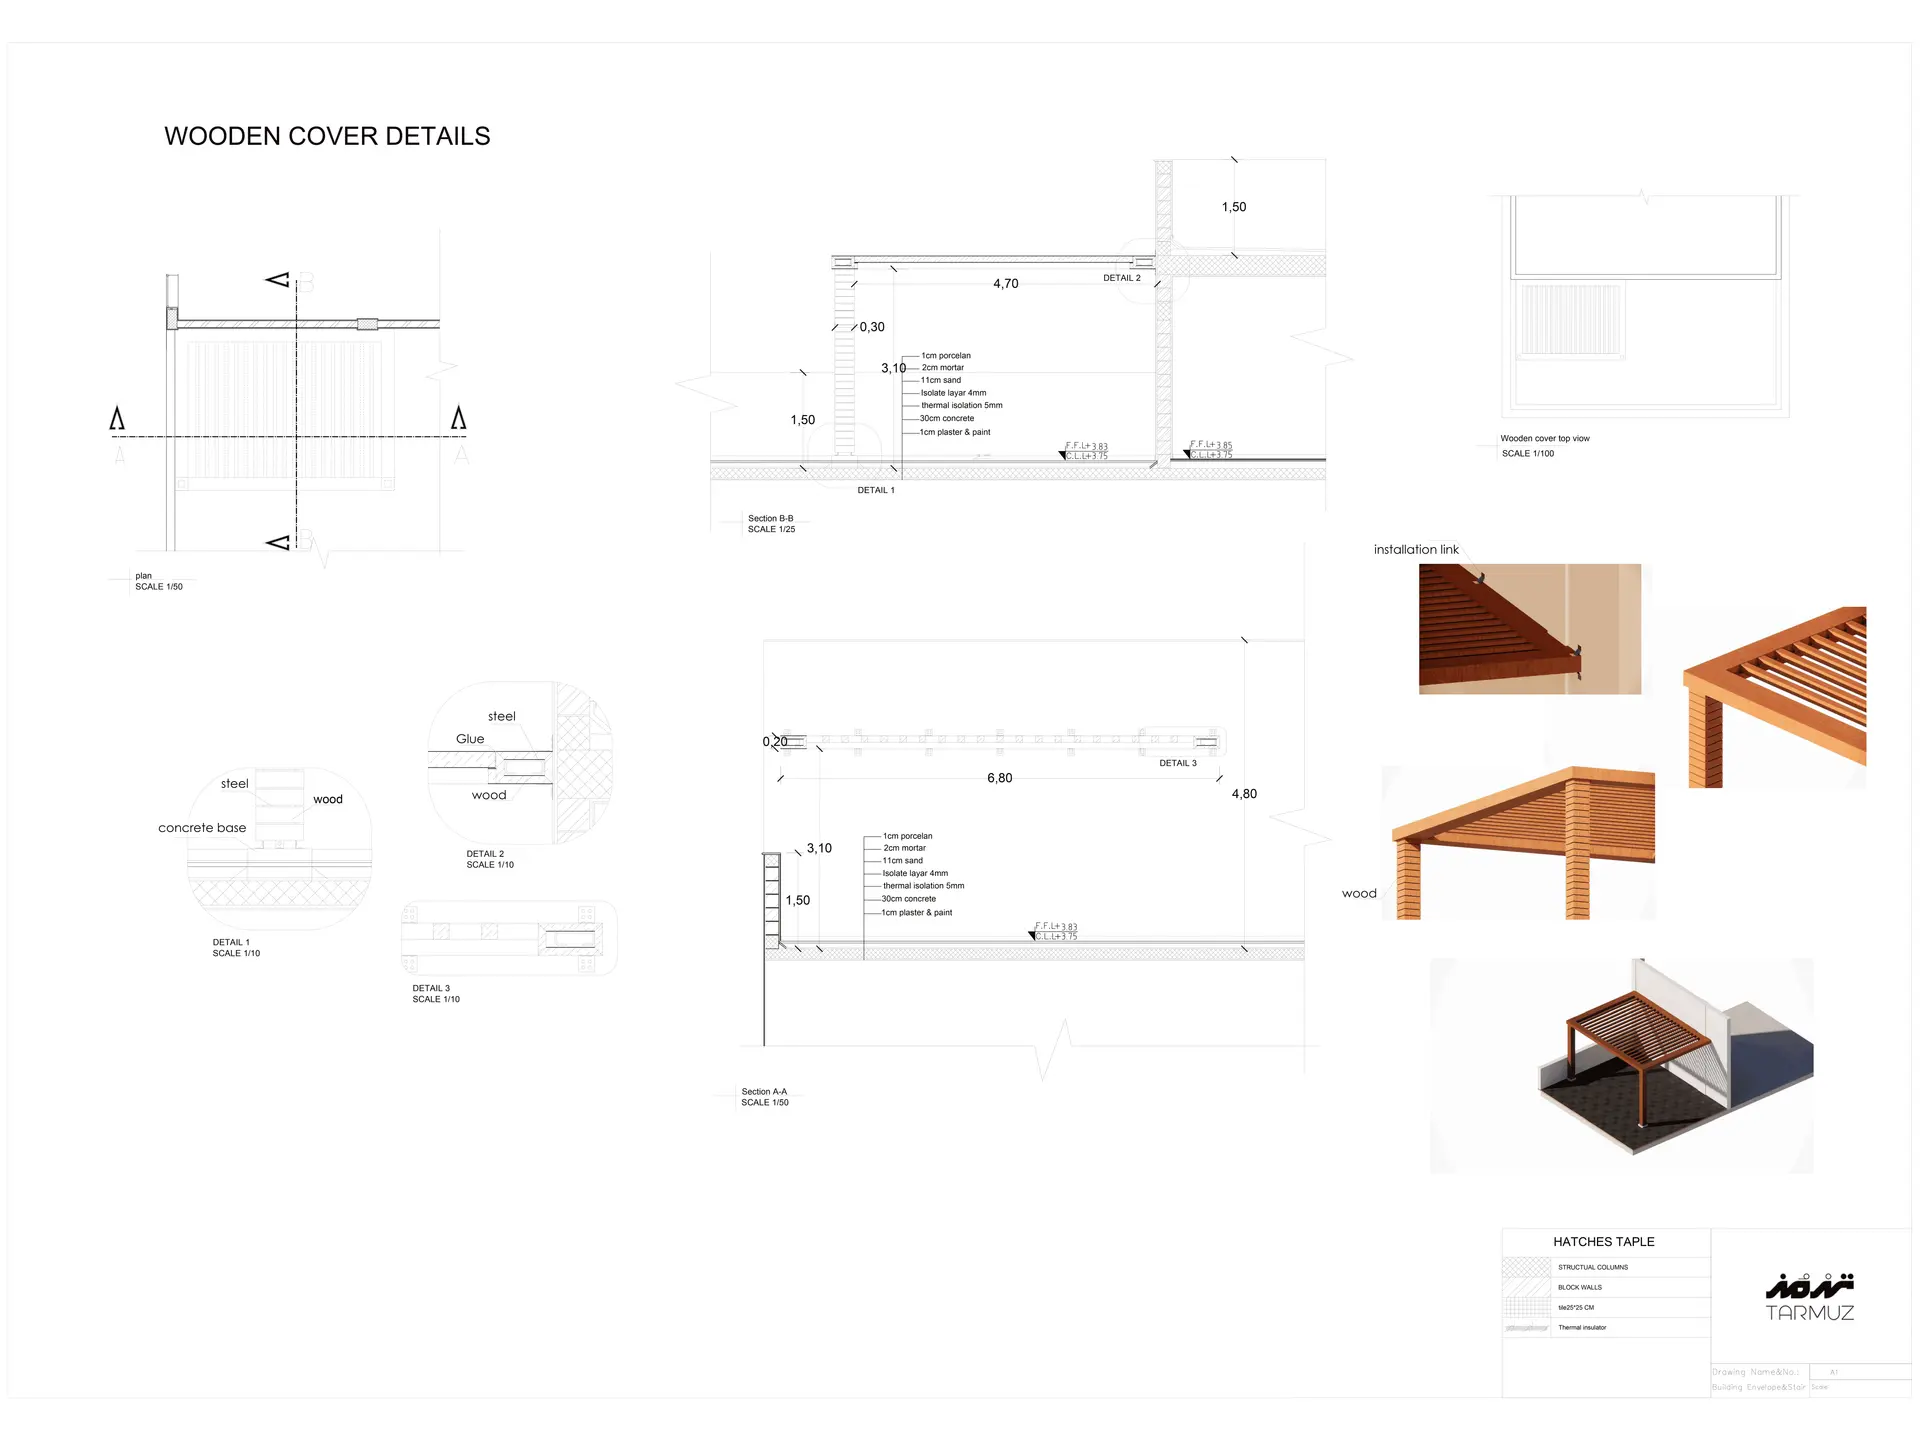 WOODEN COVER DETAILS
B
A
A
B
plan
SCALE 1/50
1,50
4,70
DETAIL 2
0,30
3,10
1,50
1cm porcelan
2cm mortar
11cm sand
Isolate layar 4mm
thermal isolation 5mm
30cm concrete
1cm plaster & paint
F.F.L+3.83
C.L.L+3.75
F.F.L+3.85
C.L.L+3.75
DETAIL 1
Section B-B
SCALE 1/25
Wooden cover top view
SCALE 1/100
installation link
wood
steel
Glue
wood
DETAIL 2
SCALE 1/10
steel
wood
concrete base
DETAIL 1
SCALE 1/10
DETAIL 3
SCALE 1/10
0,20
DETAIL 3
6,80
4,80
3,10
1,50
1cm porcelan
2cm mortar
11cm sand
Isolate layar 4mm
thermal isolation 5mm
30cm concrete
1cm plaster & paint
F.F.L+3.83
C.L.L+3.75
Section A-A
SCALE 1/50
HATCHES TAPLE
STRUCTUAL COLUMNS
BLOCK WALLS
tile25*25 CM
Thermal insulator
ترمز
TARMUZ
Drawing Name&No.:
A1
Building Envelope&Stair
Scale